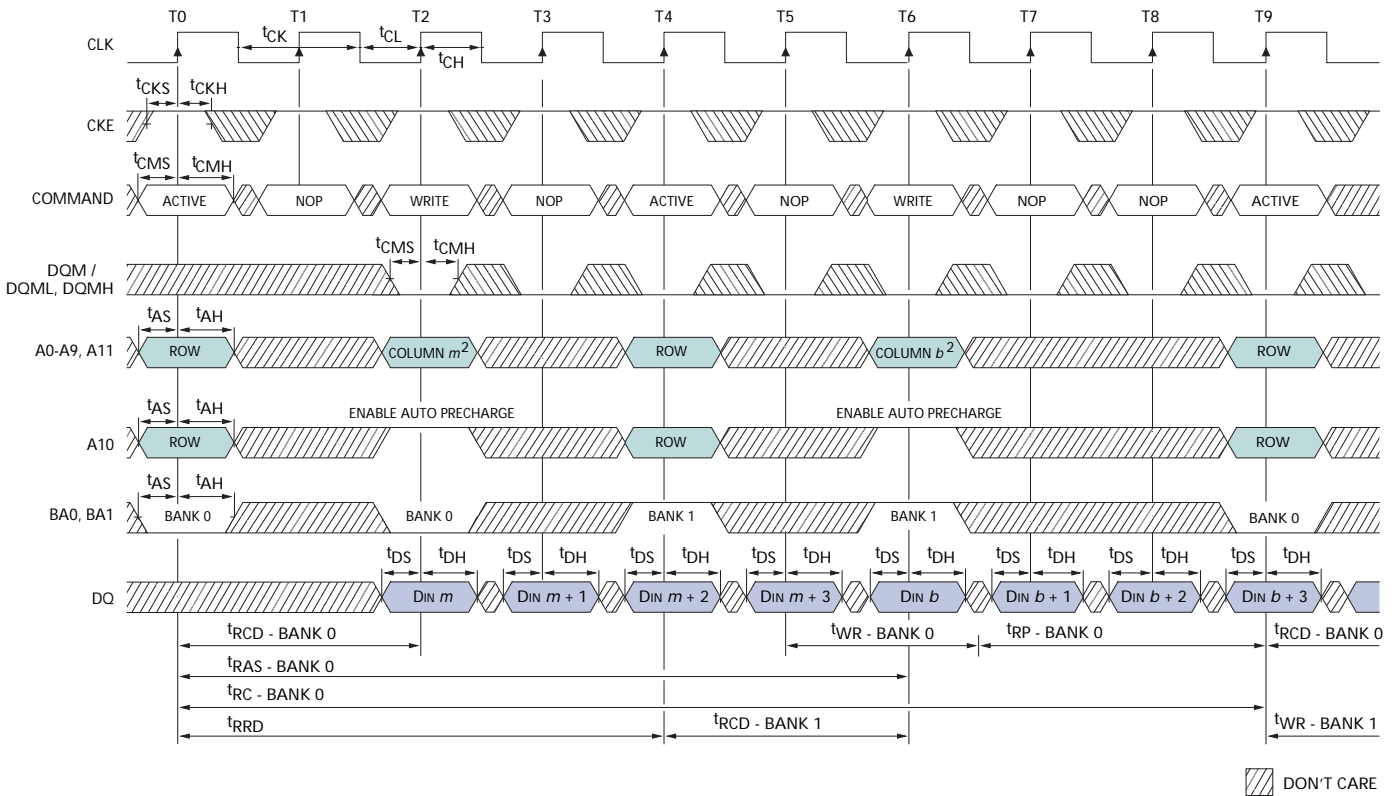 T0 T1 T2 T3 T4 T5 T6 T7 T8 T9
CLK
tCK tCL
tCH
tCKS tCKH
CKE
tCMS tCMH
COMMAND ACTIVE NOP WRITE NOP ACTIVE NOP WRITE NOP NOP ACTIVE
tCMS tCMH
DQM /
DQML, DQMH
tAS tAH
A0-A9, A11 ROW COLUMN m2 ROW COLUMN b2 ROW
tAS tAH ENABLE AUTO PRECHARGE ENABLE AUTO PRECHARGE
A10 ROW ROW ROW
tAS tAH
BA0, BA1 BANK 0 BANK 0 BANK 1 BANK 1 BANK 0
tDS tDH tDS tDH tDS tDH tDS tDH tDS tDH tDS tDH tDS tDH tDS tDH
DQ DIN m DIN m + 1 DIN m + 2 DIN m + 3 DIN b DIN b + 1 DIN b + 2 DIN b + 3
tRCD - BANK 0 tWR - BANK 0 tRP - BANK 0 tRCD - BANK 0
tRAS - BANK 0
tRC - BANK 0
tRRD tRCD - BANK 1 tWR - BANK 1
DON'T CARE